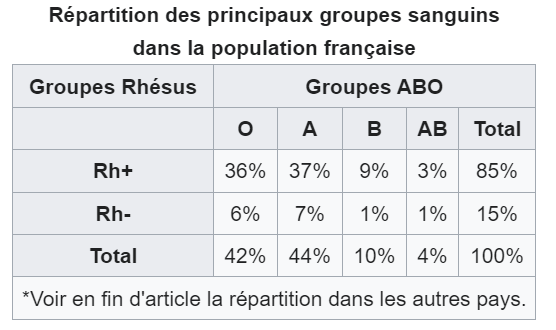 Répartition des principaux groupes sanguins
dans la population française
Groupes Rhésus Groupes ABO
O A B AB Total
Rh+ 36% 37% 9% 3% 85%
Rh- 6% 7% 1% 1% 15%
Total 42% 44% 10% 4% 100%
*Voir en fin d'article la répartition dans les autres pays.